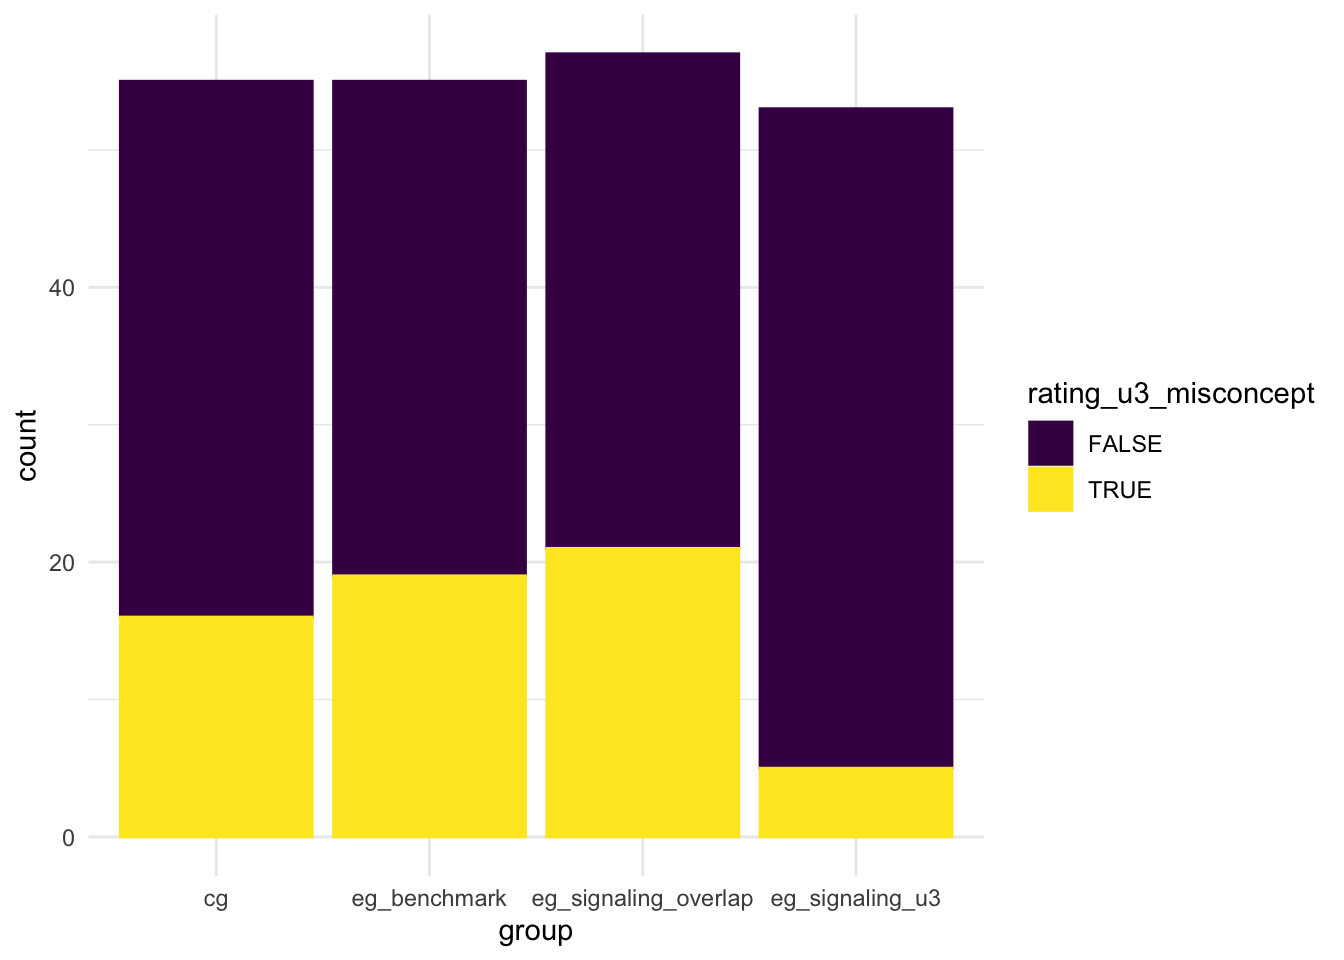 count
40
20
0
cg
eg_benchmark
eg_signaling_overlap
eg_signaling_u3
group
rating_u3_misconcept
FALSE
TRUE